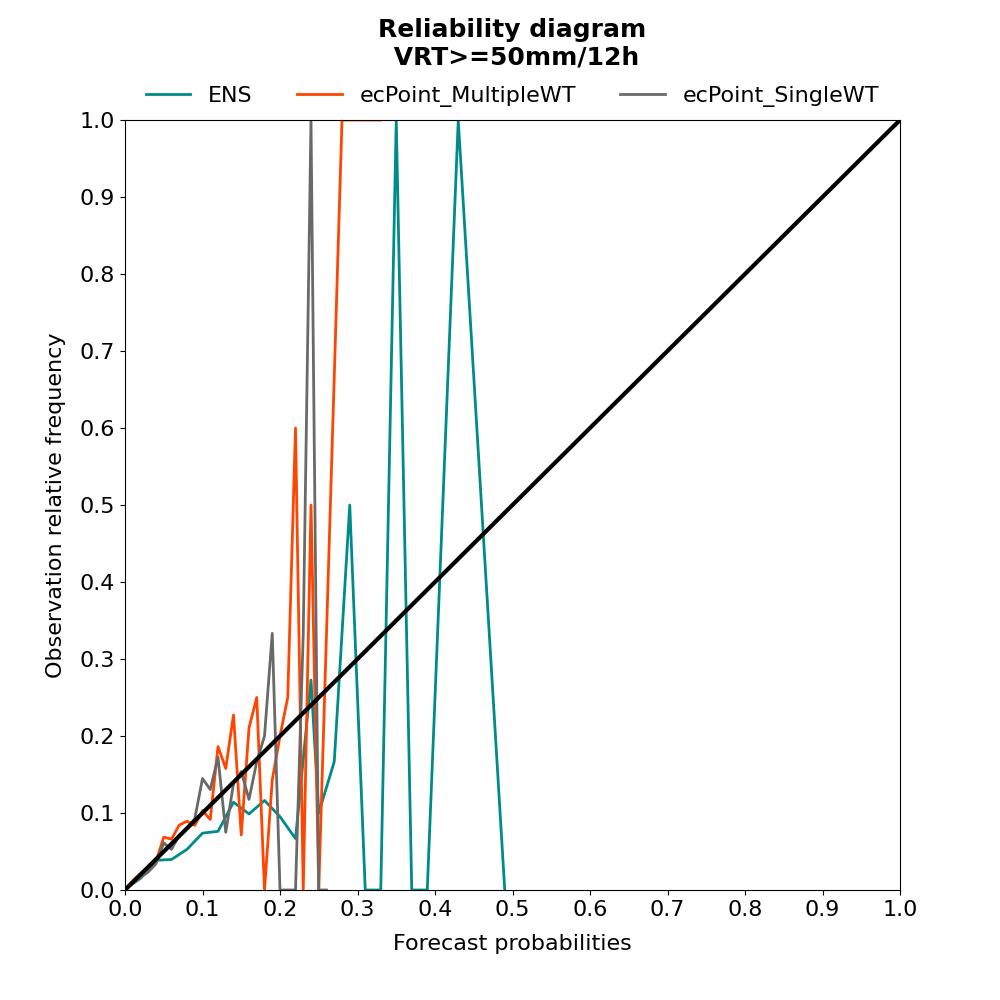 Reliability diagram
VRT>=50mm/12h
ENS ecPoint_MultipleWT ecPoint_SingleWT
1.0
0.9
0.8
0.7
0.6
0.5
0.4
0.3
0.2
0.1
0.0
Observation relative frequency
0.0 0.1 0.2 0.3 0.4 0.5 0.6 0.7 0.8 0.9 1.0
Forecast probabilities